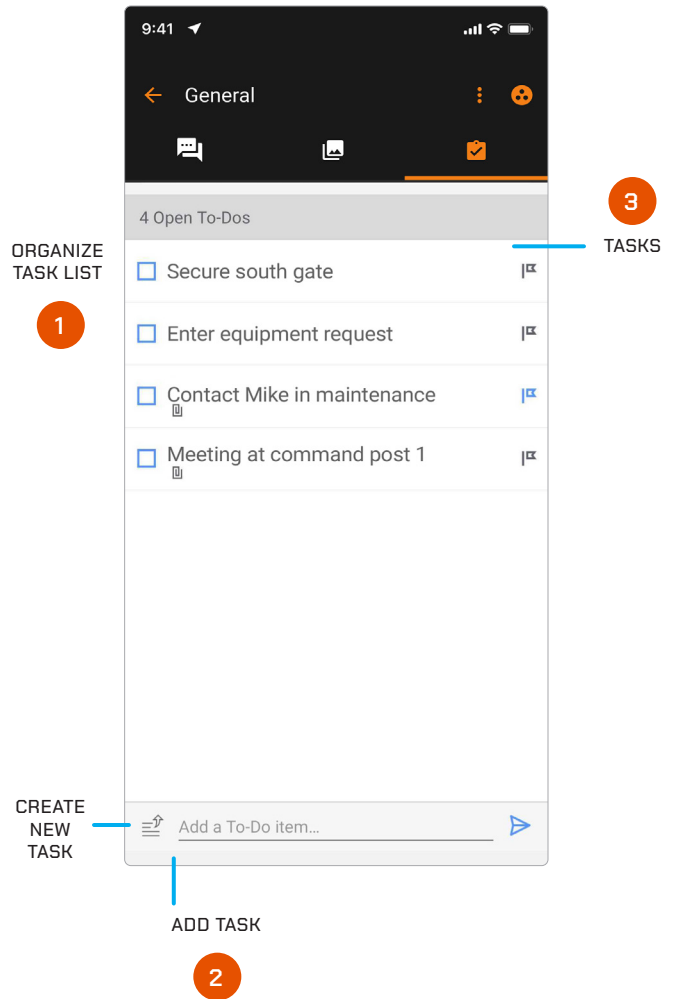 9:41
General
4 Open To-Dos
3
TASKS
ORGANIZE
TASK LIST
1
Secure south gate
Enter equipment request
Contact Mike in maintenance
Meeting at command post 1
CREATE
NEW
TASK
Add a To-Do item...
ADD TASK
2